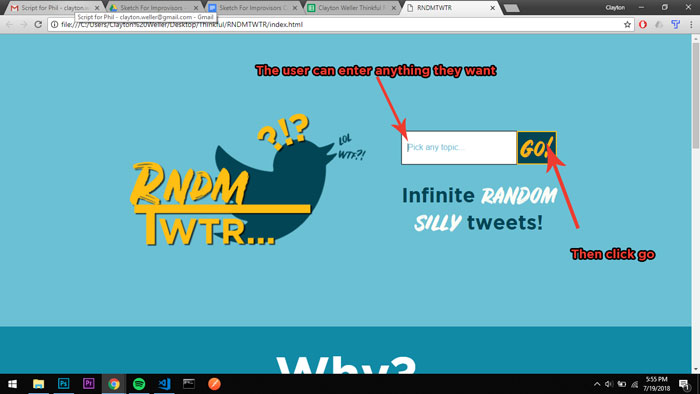 Script for Phil - clayton.w
Sketch For Improvisors
Sketch For Improvisors
Clayton Weller Thinkful
RNDMTWTR
Clayton
Script for Phil - clayton.weller@gmail.com - Gmail
file:///C:/Users/Clayton%20Weller/Desktop/Thinkful/RNDMTWTR/index.html
The user can enter anything they want
?!?
LOL
WTF?!
Pick any topic...
GO!
RNDM
TWTR...
Infinite RANDOM
SILLY tweets!
Then click go
Why?
5:55 PM
7/19/2018